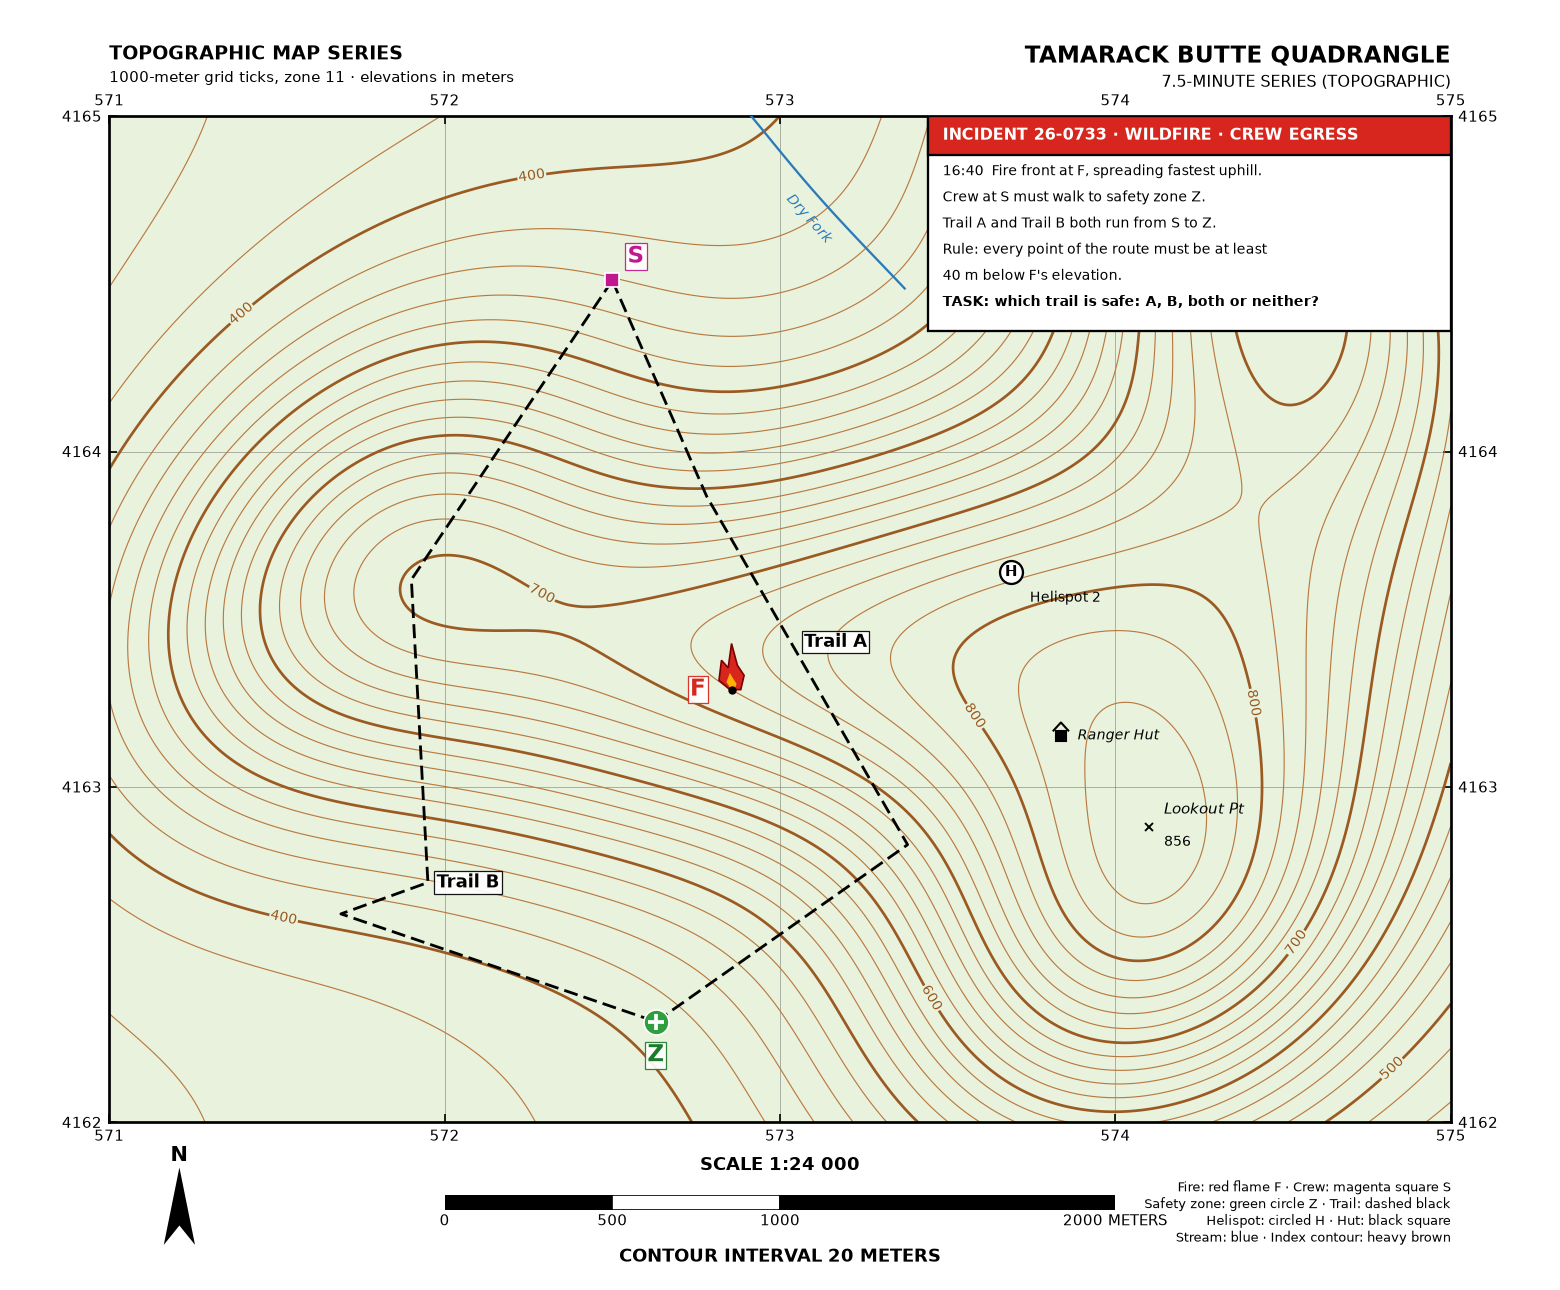 TOPOGRAPHIC MAP SERIES
1000-meter grid ticks, zone 11 · elevations in meters
TAMARACK BUTTE QUADRANGLE
7.5-MINUTE SERIES (TOPOGRAPHIC)
571 572 573 574 575
4165 4165
INCIDENT 26-0733 · WILDFIRE · CREW EGRESS
16:40 Fire front at F, spreading fastest uphill.
Crew at S must walk to safety zone Z.
Trail A and Trail B both run from S to Z.
Rule: every point of the route must be at least
40 m below F's elevation.
TASK: which trail is safe: A, B, both or neither?
400
Dry Fork
S
400
4164 4164
H
Helispot 2
700
Trail A
F
800
800
Ranger Hut
4163 4163
Lookout Pt
856
Trail B
400
700
600
Z
500
4162 4162
571 572 573 574 575
N
SCALE 1:24 000
0 500 1000 2000 METERS
CONTOUR INTERVAL 20 METERS
Fire: red flame F · Crew: magenta square S
Safety zone: green circle Z · Trail: dashed black
Helispot: circled H · Hut: black square
Stream: blue · Index contour: heavy brown